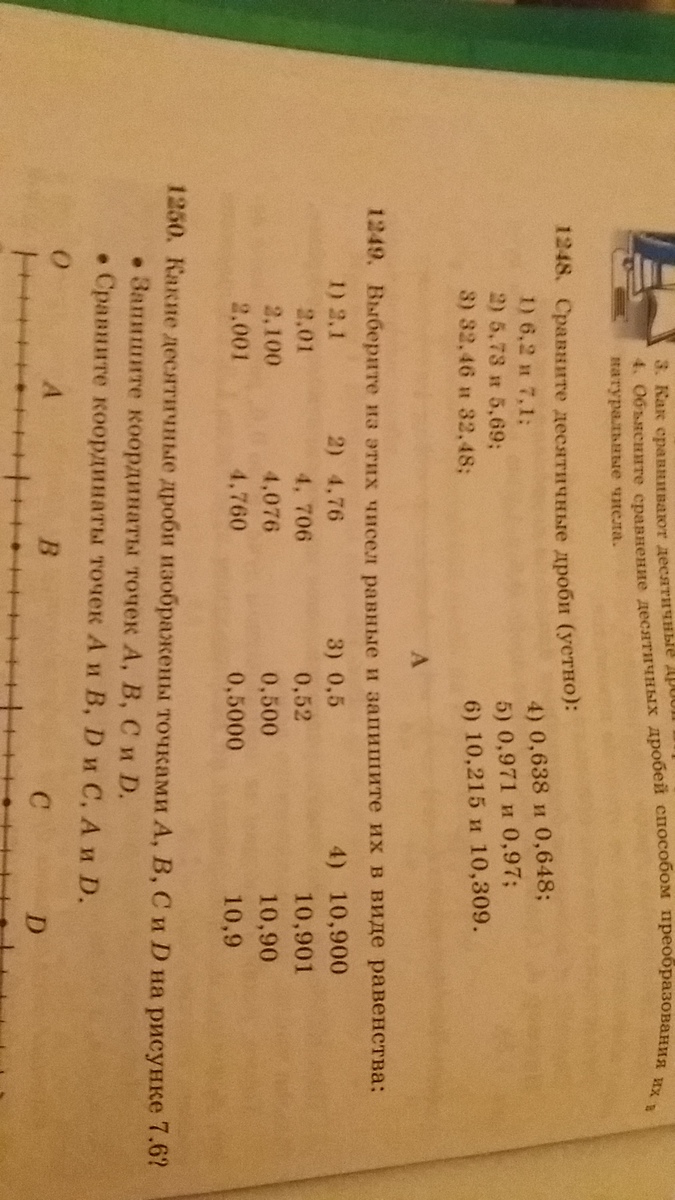 3. Как сравнивают десятичные
4. Объясните сравнение десятичных дробей способом преобразования их в
натуральные числа.
1248. Сравните десятичные дроби (устно):
1) 6,2 и 7,1; 4) 0,638 и 0,648;
2) 5,73 и 5,69; 5) 0,971 и 0,97;
3) 32,46 и 32,48; 6) 10,215 и 10,309.
А
1249. Выберите из этих чисел равные и запишите их в виде равенства:
1) 2,1 2) 4,76 3) 0,5 4) 10,900
2,01 4, 706 0,52 10,901
2,100 4,076 0,500 10,90
2,001 4,760 0,5000 10,9
1250. Какие десятичные дроби изображены точками A, B, C и D на рисунке 7.6?
• Запишите координаты точек A, B, C и D.
• Сравните координаты точек A и B, D и C, A и D.
O A B C D